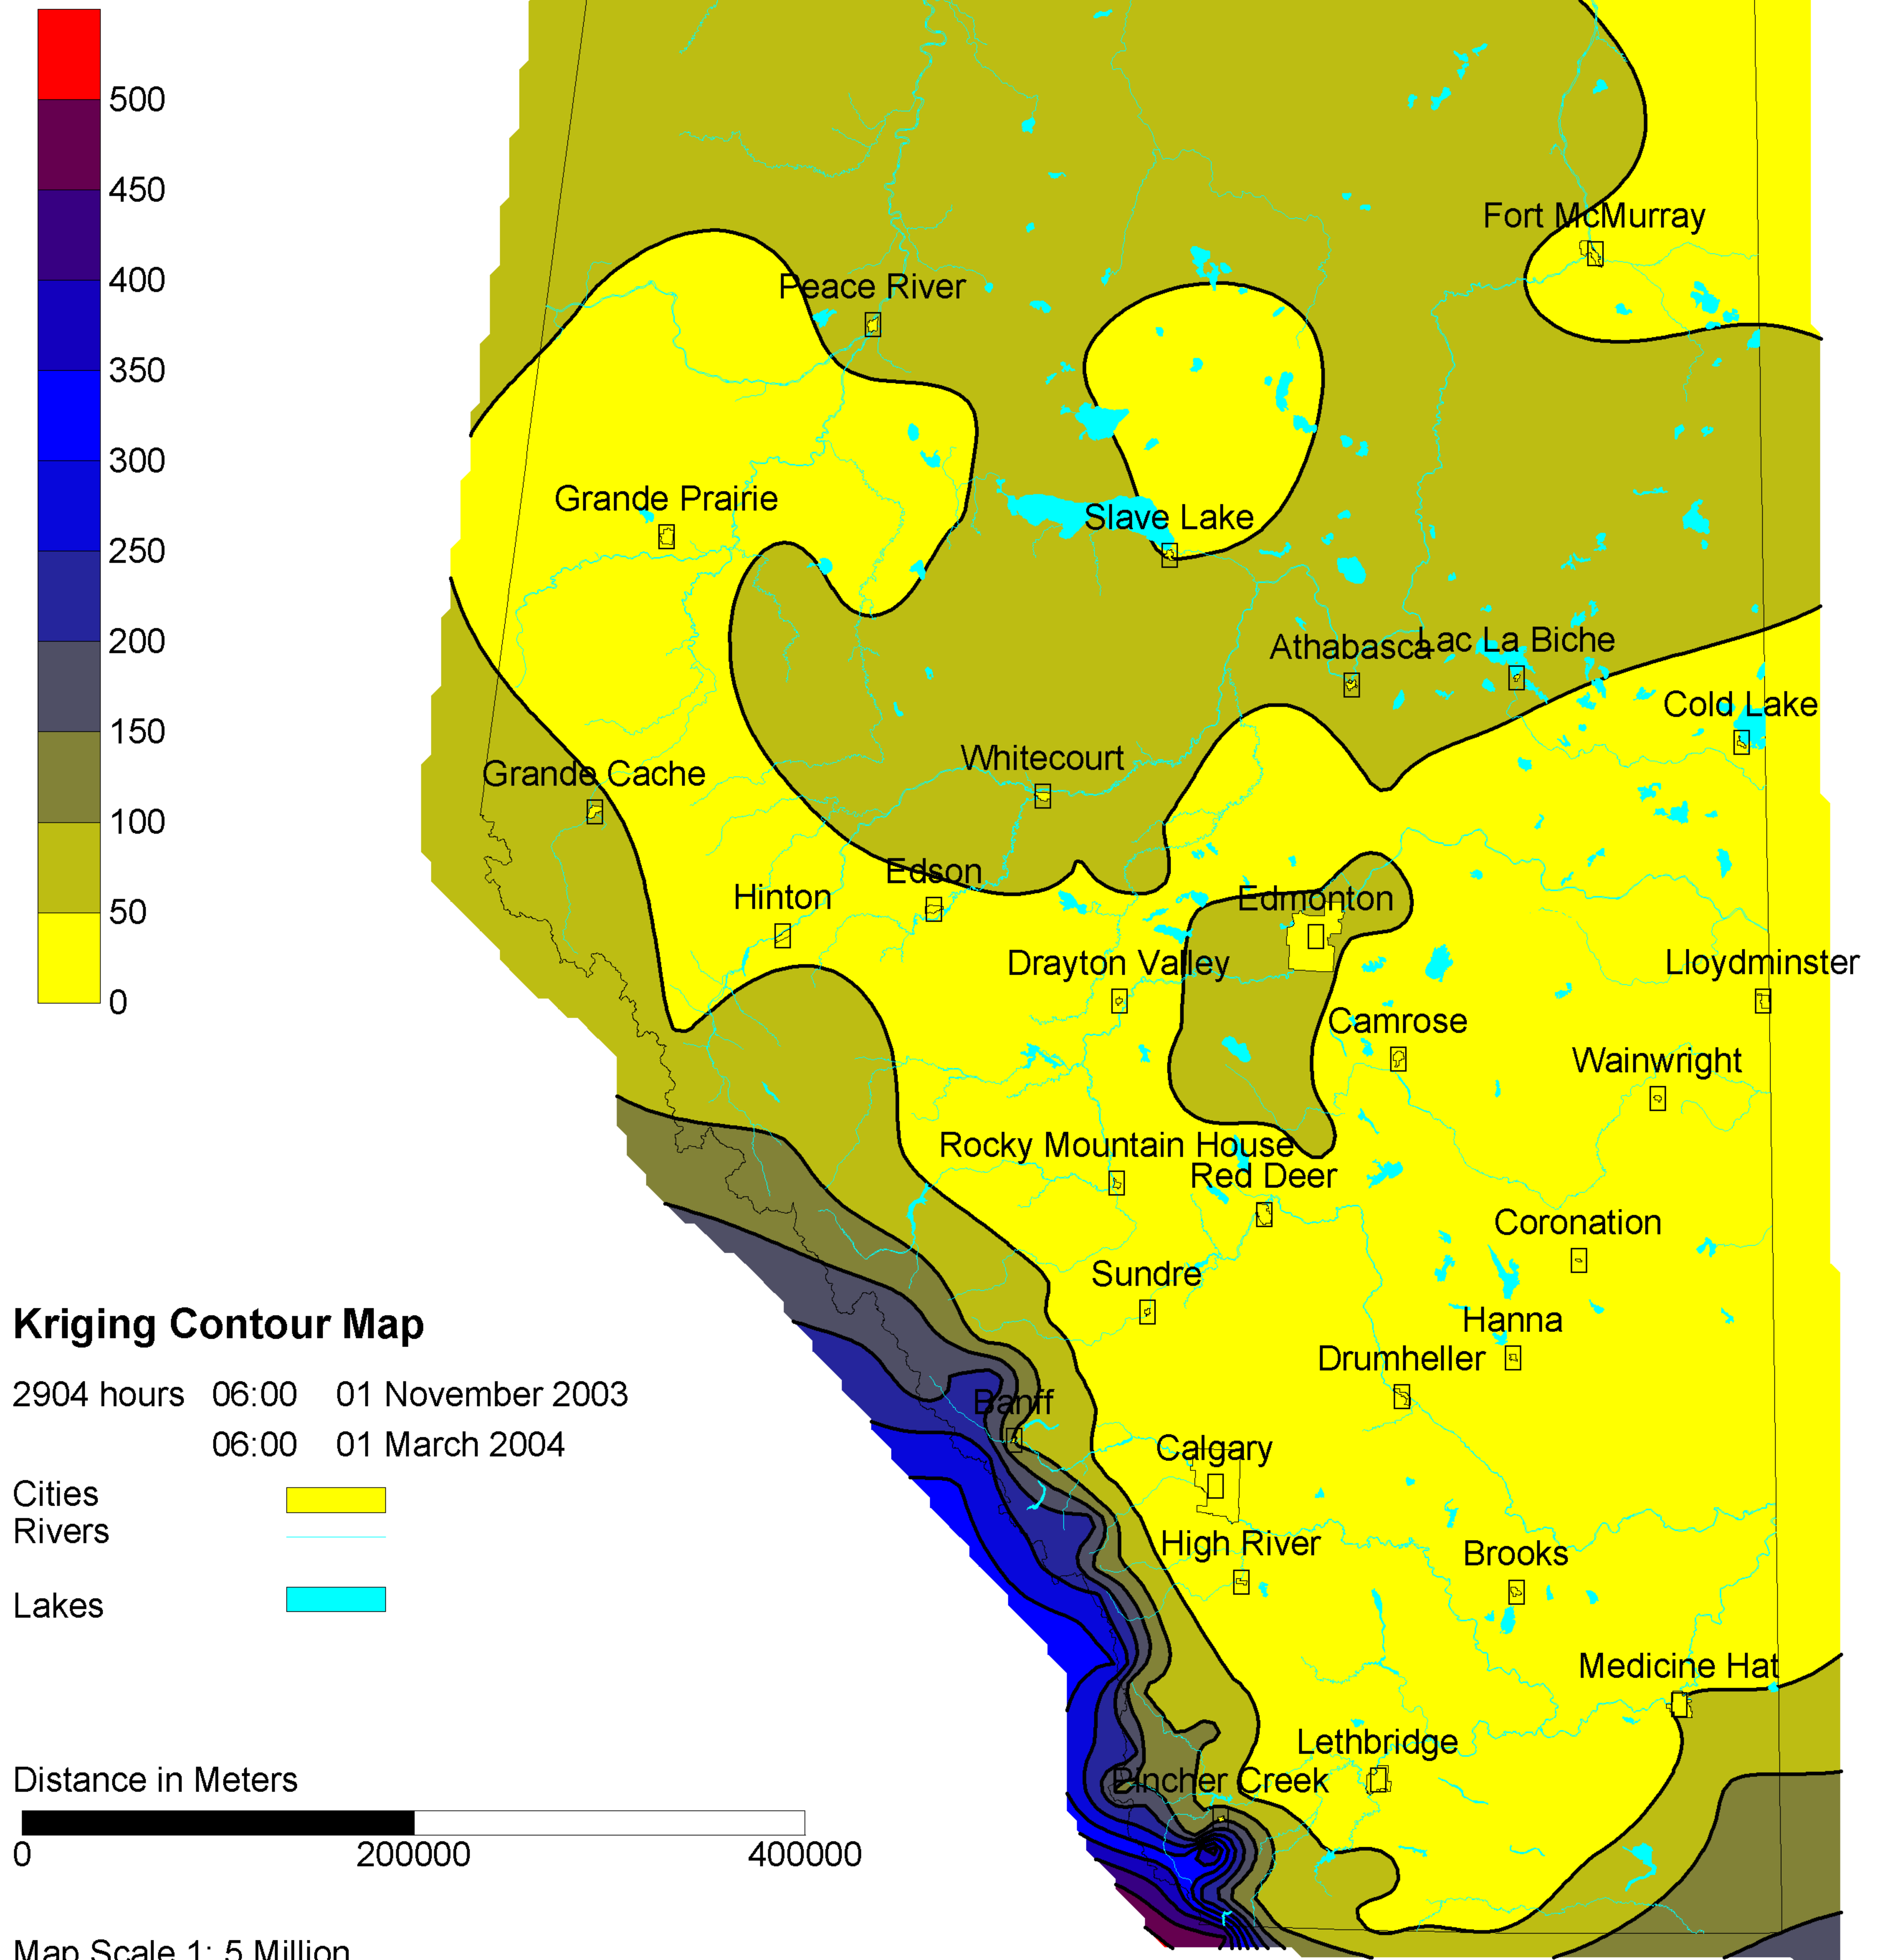 500
450
400
350
300
250
200
150
100
50
0
Fort McMurray
Peace River
Grande Prairie
Slave Lake
Athabasca
Lac La Biche
Cold Lake
Whitecourt
Grande Cache
Edson
Hinton
Edmonton
Drayton Valley
Lloydminster
Camrose
Wainwright
Rocky Mountain House
Red Deer
Coronation
Sundre
Hanna
Drumheller
Banff
Calgary
High River
Brooks
Medicine Hat
Lethbridge
Pincher Creek
Kriging Contour Map
2904 hours 06:00 01 November 2003
06:00 01 March 2004
Cities
Rivers
Lakes
Distance in Meters
0 200000 400000
Map Scale 1: 5 Million